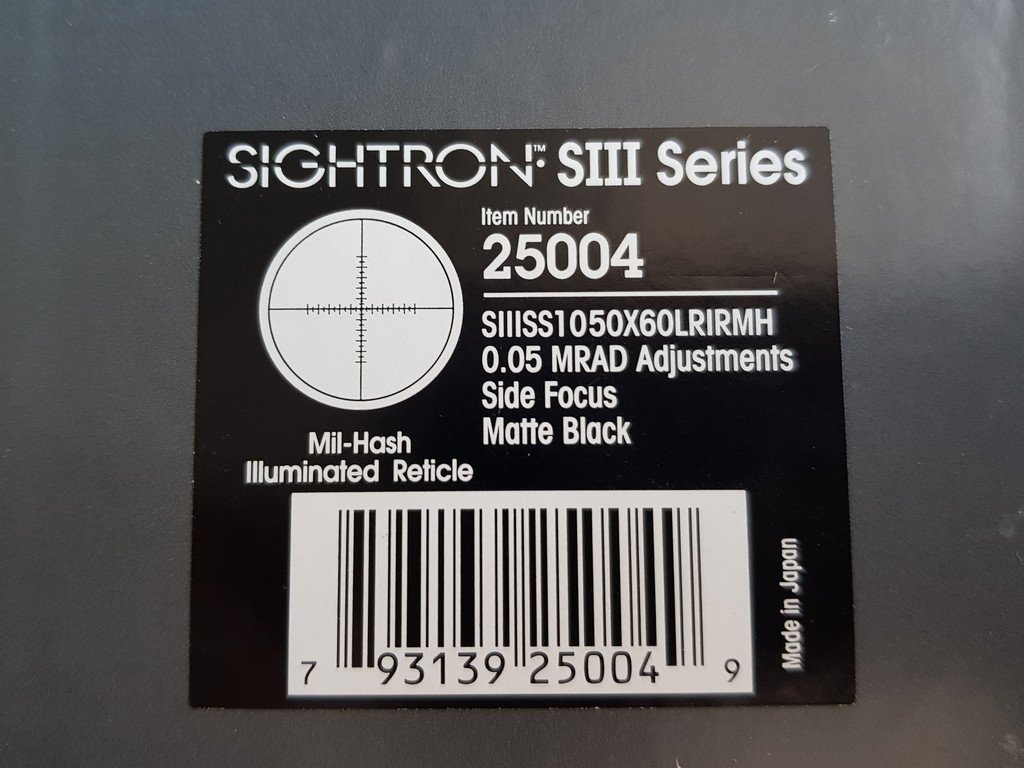 SIGHTRON™ SIII Series
Item Number
25004
SIIISS1050X60LRIRMH
0.05 MRAD Adjustments
Side Focus
Matte Black
Mil-Hash
Illuminated Reticle
7 93139 25004 9
Made in Japan